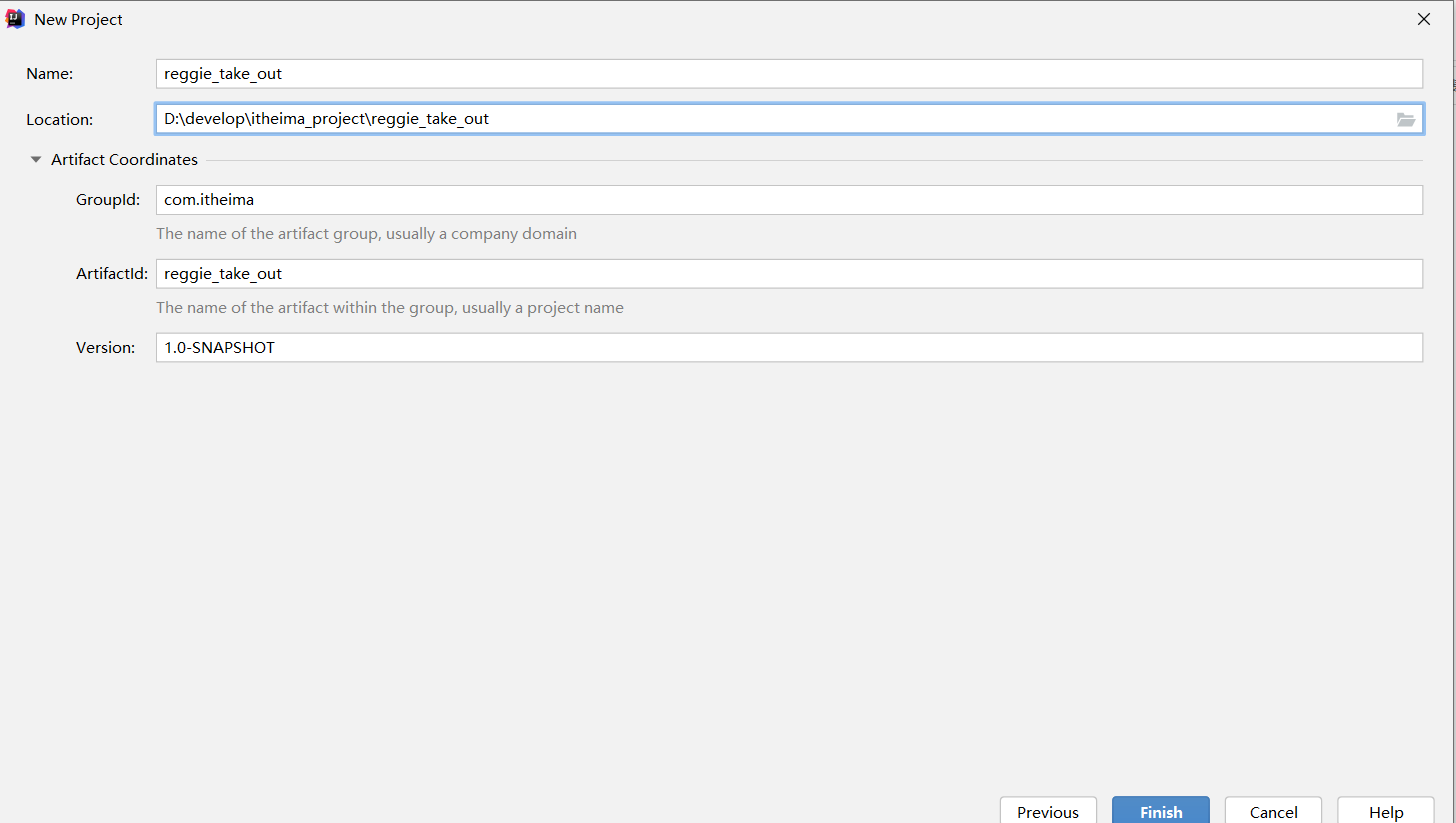 New Project
Name: reggie_take_out
Location: D:\develop\itheima_project\reggie_take_out
Artifact Coordinates
GroupId: com.itheima
The name of the artifact group, usually a company domain
ArtifactId: reggie_take_out
The name of the artifact within the group, usually a project name
Version: 1.0-SNAPSHOT
Previous Finish Cancel Help